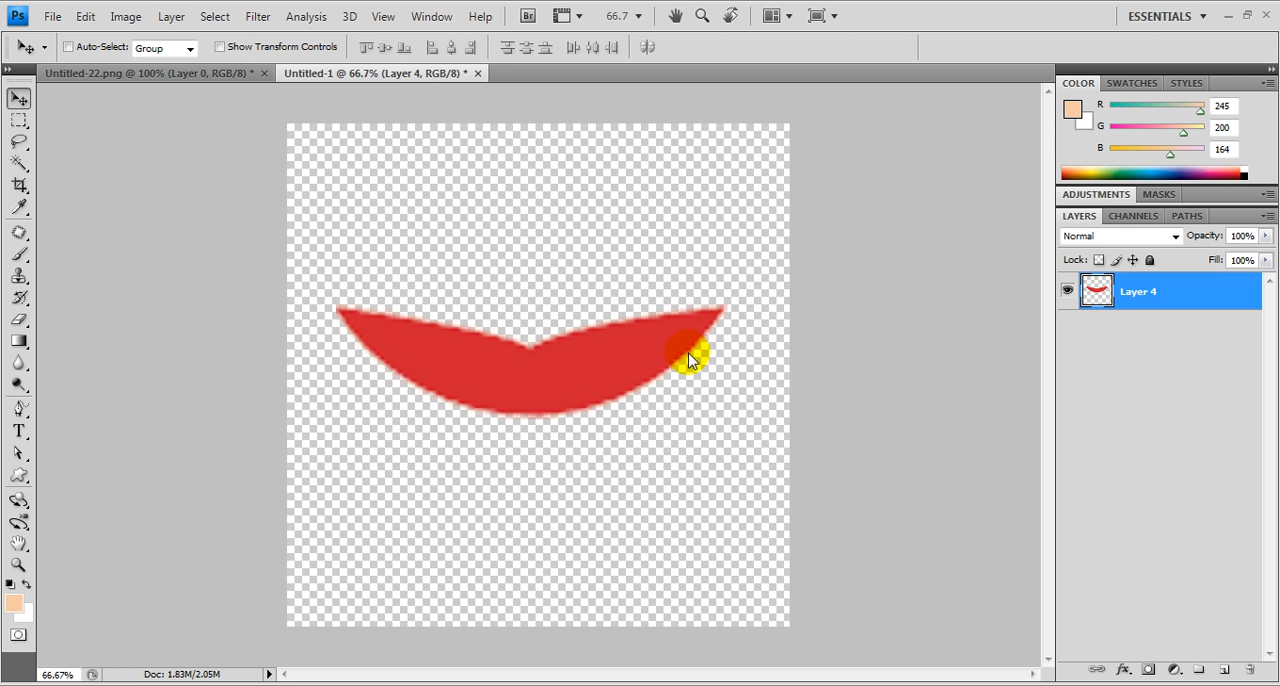 Ps File Edit Image Layer Select Filter Analysis 3D View Window Help Br 66.7 ESSENTIALS
Auto-Select: Group Show Transform Controls
Untitled-22.png @ 100% (Layer 0, RGB/8) * × Untitled-1 @ 66.7% (Layer 4, RGB/8) * ×
COLOR SWATCHES STYLES
R 245
G 200
B 164
ADJUSTMENTS MASKS
LAYERS CHANNELS PATHS
Normal Opacity: 100%
Lock: Fill: 100%
Layer 4
T
66.67% Doc: 1.83M/2.05M
fx